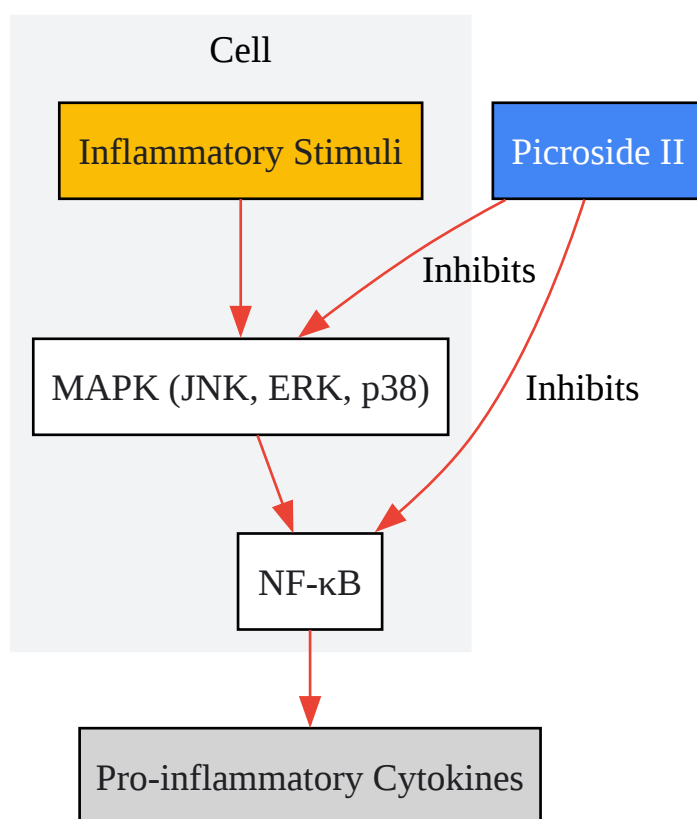 Cell
Inflammatory Stimuli
Picroside II
Inhibits
MAPK (JNK, ERK, p38)
Inhibits
NF-κB
Pro-inflammatory Cytokines